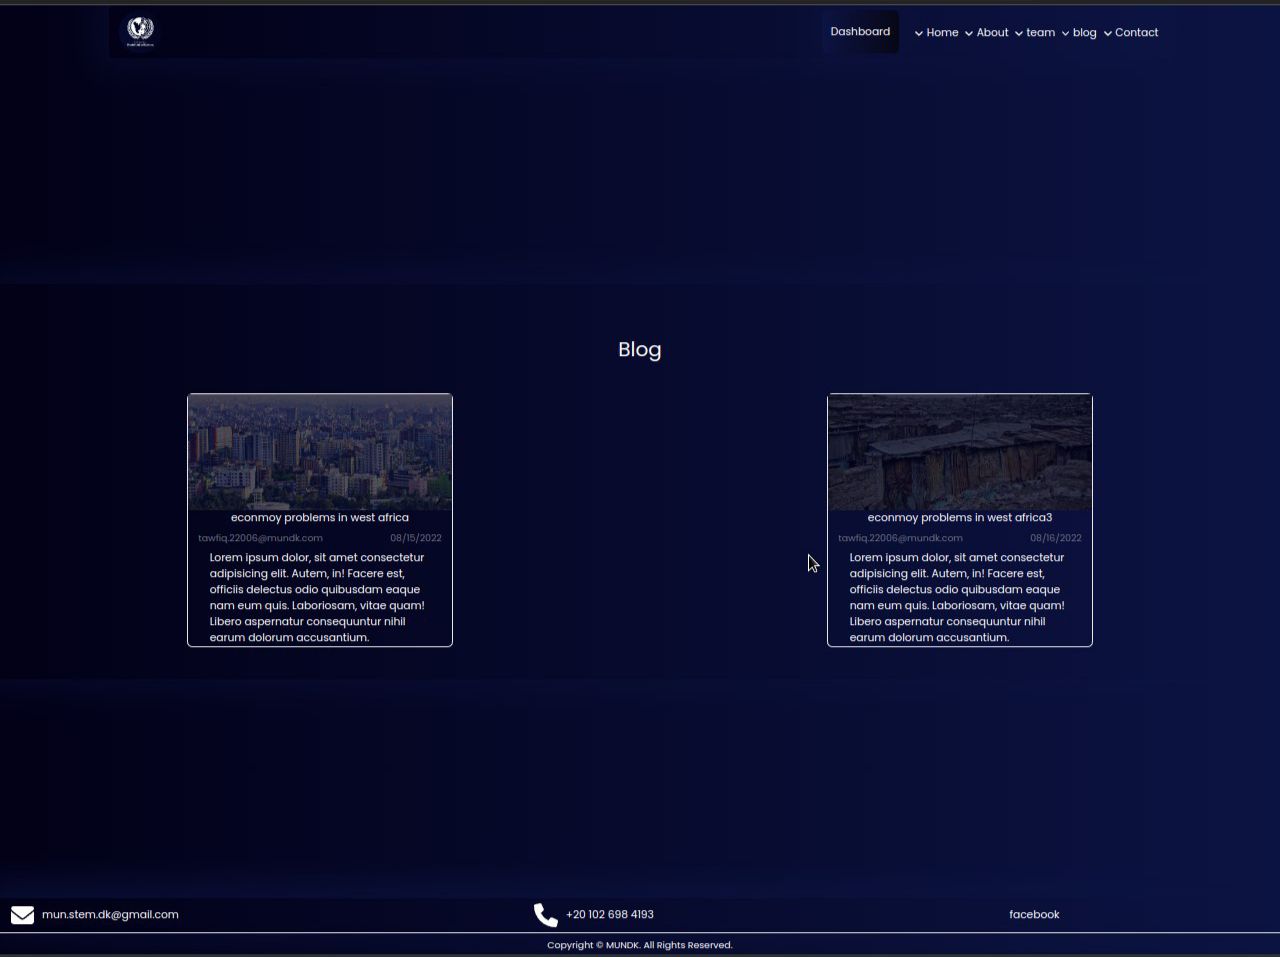 Dashboard Home About team blog Contact
Blog
econmoy problems in west africa
tawfiq.22006@mundk.com 08/15/2022
Lorem ipsum dolor, sit amet consectetur
adipisicing elit. Autem, in! Facere est,
officiis delectus odio quibusdam eaque
nam eum quis. Laboriosam, vitae quam!
Libero aspernatur consequuntur nihil
earum dolorum accusantium.
econmoy problems in west africa3
tawfiq.22006@mundk.com 08/16/2022
Lorem ipsum dolor, sit amet consectetur
adipisicing elit. Autem, in! Facere est,
officiis delectus odio quibusdam eaque
nam eum quis. Laboriosam, vitae quam!
Libero aspernatur consequuntur nihil
earum dolorum accusantium.
mun.stem.dk@gmail.com +20 102 698 4193 facebook
Copyright © MUNDK. All Rights Reserved.